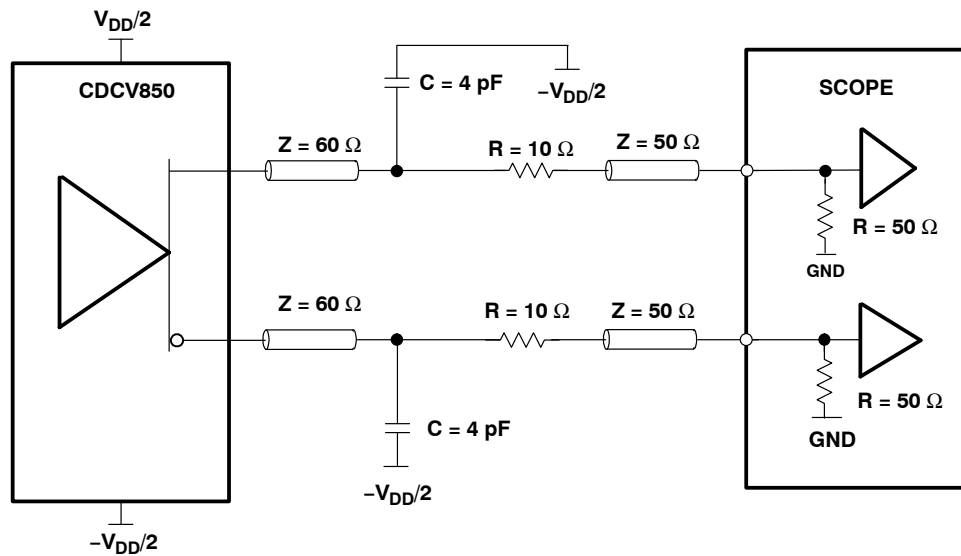 V_DD/2
CDCV850
C = 4 pF
−V_DD/2
SCOPE
Z = 60 Ω
R = 10 Ω
Z = 50 Ω
R = 50 Ω
GND
Z = 60 Ω
R = 10 Ω
Z = 50 Ω
R = 50 Ω
GND
C = 4 pF
−V_DD/2
−V_DD/2